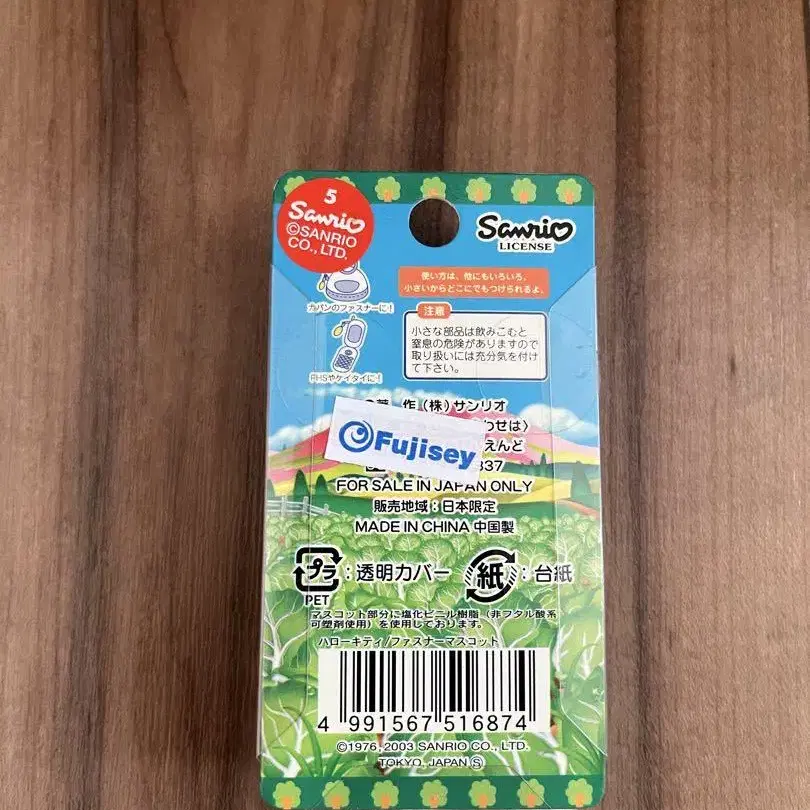 5
Sanrio
©SANRIO
CO., LTD.
Sanrio
LICENSE
使い方は、他にもいろいろ。
小さいからどこにでもつけられるよ。
カバンのファスナーに!
注意
小さな部品は飲みこむと
窒息の危険がありますので
取り扱いには充分気を付け
て下さい。
PHSやケイタイに!
作(株)サンリオ
わせは〉
Fujisey
えんど
837
FOR SALE IN JAPAN ONLY
販売地域:日本限定
MADE IN CHINA 中国製
プラ:透明カバー 紙:台紙
PET
マスコット部分に塩化ビニル樹脂(非フタル酸系
可塑剤使用)を使用しております。
ハローキティ/ファスナーマスコット
4 991567 516874
©1976, 2003 SANRIO CO., LTD.
TOKYO, JAPAN Ⓢ